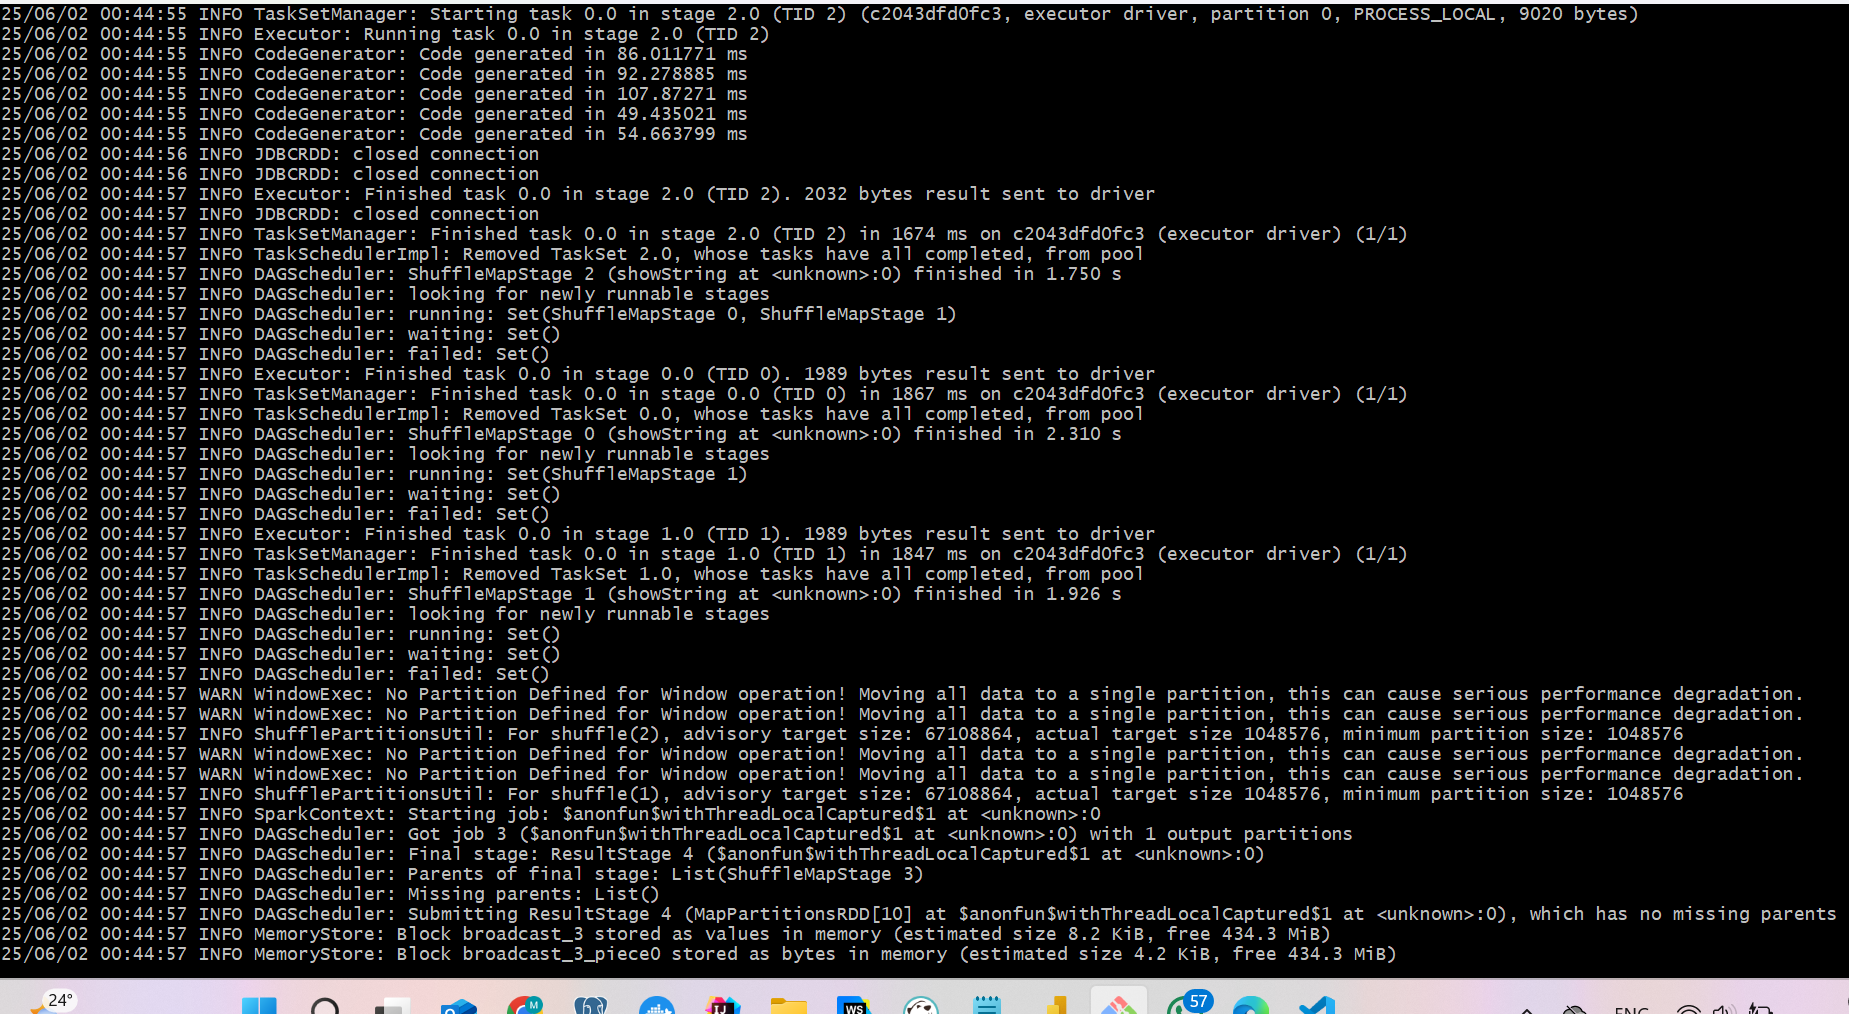 25/06/02 00:44:55 INFO TaskSetManager: Starting task 0.0 in stage 2.0 (TID 2) (c2043dfd0fc3, executor driver, partition 0, PROCESS_LOCAL, 9020 bytes)
25/06/02 00:44:55 INFO Executor: Running task 0.0 in stage 2.0 (TID 2)
25/06/02 00:44:55 INFO CodeGenerator: Code generated in 86.011771 ms
25/06/02 00:44:55 INFO CodeGenerator: Code generated in 92.278885 ms
25/06/02 00:44:55 INFO CodeGenerator: Code generated in 107.87271 ms
25/06/02 00:44:55 INFO CodeGenerator: Code generated in 49.435021 ms
25/06/02 00:44:55 INFO CodeGenerator: Code generated in 54.663799 ms
25/06/02 00:44:56 INFO JDBCRDD: closed connection
25/06/02 00:44:56 INFO JDBCRDD: closed connection
25/06/02 00:44:57 INFO Executor: Finished task 0.0 in stage 2.0 (TID 2). 2032 bytes result sent to driver
25/06/02 00:44:57 INFO JDBCRDD: closed connection
25/06/02 00:44:57 INFO TaskSetManager: Finished task 0.0 in stage 2.0 (TID 2) in 1674 ms on c2043dfd0fc3 (executor driver) (1/1)
25/06/02 00:44:57 INFO TaskSchedulerImpl: Removed TaskSet 2.0, whose tasks have all completed, from pool
25/06/02 00:44:57 INFO DAGScheduler: ShuffleMapStage 2 (showString at <unknown>:0) finished in 1.750 s
25/06/02 00:44:57 INFO DAGScheduler: looking for newly runnable stages
25/06/02 00:44:57 INFO DAGScheduler: running: Set(ShuffleMapStage 0, ShuffleMapStage 1)
25/06/02 00:44:57 INFO DAGScheduler: waiting: Set()
25/06/02 00:44:57 INFO DAGScheduler: failed: Set()
25/06/02 00:44:57 INFO Executor: Finished task 0.0 in stage 0.0 (TID 0). 1989 bytes result sent to driver
25/06/02 00:44:57 INFO TaskSetManager: Finished task 0.0 in stage 0.0 (TID 0) in 1867 ms on c2043dfd0fc3 (executor driver) (1/1)
25/06/02 00:44:57 INFO TaskSchedulerImpl: Removed TaskSet 0.0, whose tasks have all completed, from pool
25/06/02 00:44:57 INFO DAGScheduler: ShuffleMapStage 0 (showString at <unknown>:0) finished in 2.310 s
25/06/02 00:44:57 INFO DAGScheduler: looking for newly runnable stages
25/06/02 00:44:57 INFO DAGScheduler: running: Set(ShuffleMapStage 1)
25/06/02 00:44:57 INFO DAGScheduler: waiting: Set()
25/06/02 00:44:57 INFO DAGScheduler: failed: Set()
25/06/02 00:44:57 INFO Executor: Finished task 0.0 in stage 1.0 (TID 1). 1989 bytes result sent to driver
25/06/02 00:44:57 INFO TaskSetManager: Finished task 0.0 in stage 1.0 (TID 1) in 1847 ms on c2043dfd0fc3 (executor driver) (1/1)
25/06/02 00:44:57 INFO TaskSchedulerImpl: Removed TaskSet 1.0, whose tasks have all completed, from pool
25/06/02 00:44:57 INFO DAGScheduler: ShuffleMapStage 1 (showString at <unknown>:0) finished in 1.926 s
25/06/02 00:44:57 INFO DAGScheduler: looking for newly runnable stages
25/06/02 00:44:57 INFO DAGScheduler: running: Set()
25/06/02 00:44:57 INFO DAGScheduler: waiting: Set()
25/06/02 00:44:57 INFO DAGScheduler: failed: Set()
25/06/02 00:44:57 WARN WindowExec: No Partition Defined for Window operation! Moving all data to a single partition, this can cause serious performance degradation.
25/06/02 00:44:57 WARN WindowExec: No Partition Defined for Window operation! Moving all data to a single partition, this can cause serious performance degradation.
25/06/02 00:44:57 INFO ShufflePartitionsUtil: For shuffle(2), advisory target size: 67108864, actual target size 1048576, minimum partition size: 1048576
25/06/02 00:44:57 WARN WindowExec: No Partition Defined for Window operation! Moving all data to a single partition, this can cause serious performance degradation.
25/06/02 00:44:57 WARN WindowExec: No Partition Defined for Window operation! Moving all data to a single partition, this can cause serious performance degradation.
25/06/02 00:44:57 INFO ShufflePartitionsUtil: For shuffle(1), advisory target size: 67108864, actual target size 1048576, minimum partition size: 1048576
25/06/02 00:44:57 INFO SparkContext: Starting job: $anonfun$withThreadLocalCaptured$1 at <unknown>:0
25/06/02 00:44:57 INFO DAGScheduler: Got job 3 ($anonfun$withThreadLocalCaptured$1 at <unknown>:0) with 1 output partitions
25/06/02 00:44:57 INFO DAGScheduler: Final stage: ResultStage 4 ($anonfun$withThreadLocalCaptured$1 at <unknown>:0)
25/06/02 00:44:57 INFO DAGScheduler: Parents of final stage: List(ShuffleMapStage 3)
25/06/02 00:44:57 INFO DAGScheduler: Missing parents: List()
25/06/02 00:44:57 INFO DAGScheduler: Submitting ResultStage 4 (MapPartitionsRDD[10] at $anonfun$withThreadLocalCaptured$1 at <unknown>:0), which has no missing parents
25/06/02 00:44:57 INFO MemoryStore: Block broadcast_3 stored as values in memory (estimated size 8.2 KiB, free 434.3 MiB)
25/06/02 00:44:57 INFO MemoryStore: Block broadcast_3_piece0 stored as bytes in memory (estimated size 4.2 KiB, free 434.3 MiB)
24°
M
IJ
WS
57
ENG